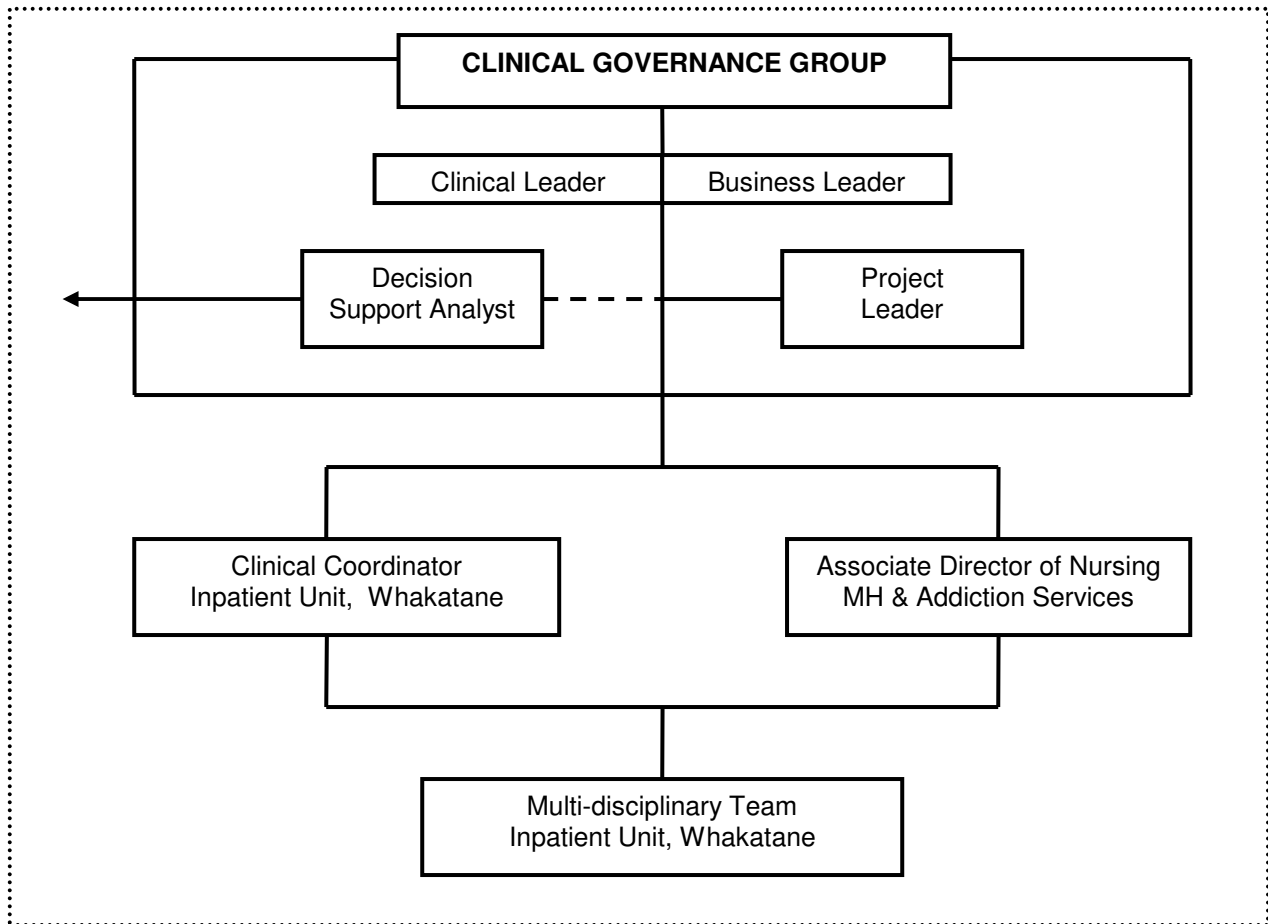 CLINICAL GOVERNANCE GROUP
Clinical Leader
Business Leader
Decision
Support Analyst
Project
Leader
Clinical Coordinator
Inpatient Unit, Whakatane
Associate Director of Nursing
MH & Addiction Services
Multi-disciplinary Team
Inpatient Unit, Whakatane